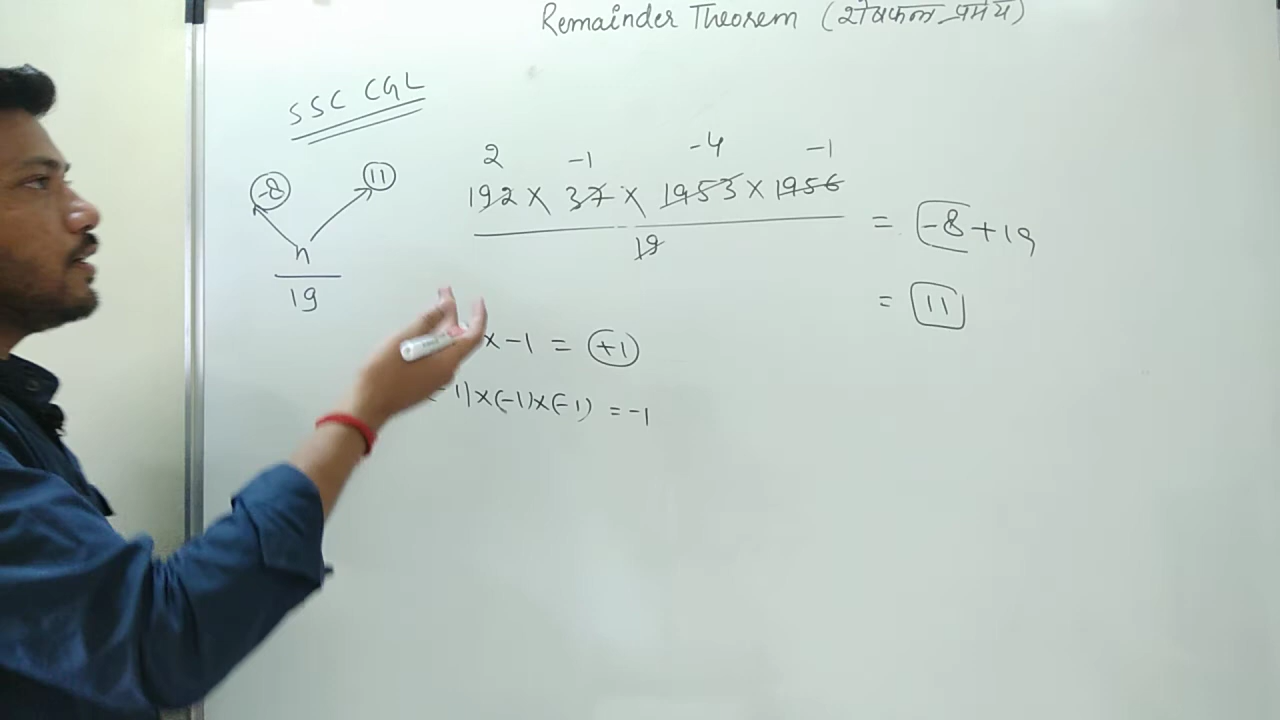 Remainder Theorem (शेषफल प्रमेय)
SSC CGL
2 -1 -4 -1
192 × 37 × 1953 × 1956
19
= -8 + 19
= 11
-8 11
n
19
× -1 = +1
1) × (-1) × (-1) = -1